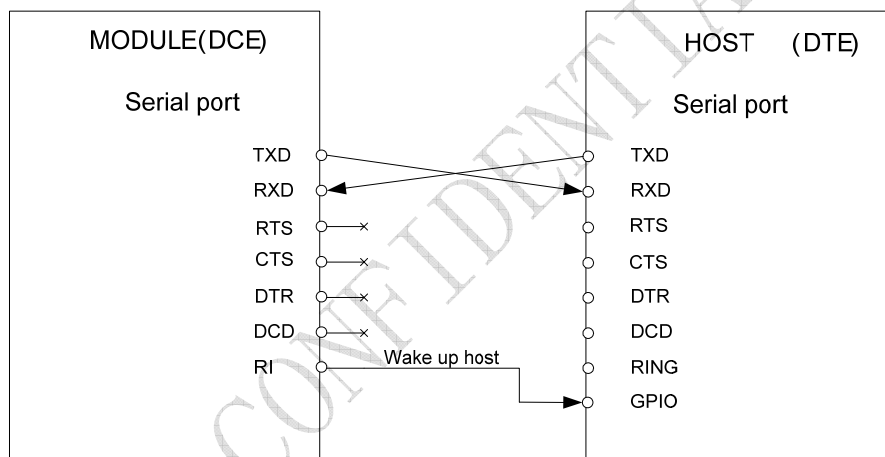 MODULE(DCE)
Serial port
TXD
RXD
RTS
CTS
DTR
DCD
RI
Wake up host
HOST (DTE)
Serial port
TXD
RXD
RTS
CTS
DTR
DCD
RING
GPIO
CONFIDENTIA